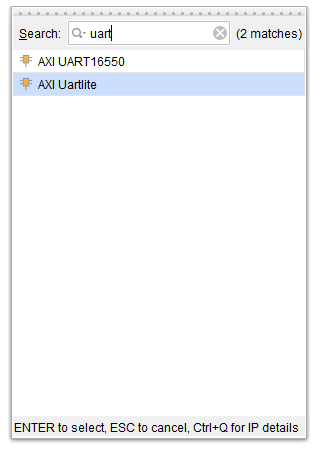 Search: uart (2 matches)
AXI UART16550
AXI Uartlite
ENTER to select, ESC to cancel, Ctrl+Q for IP details